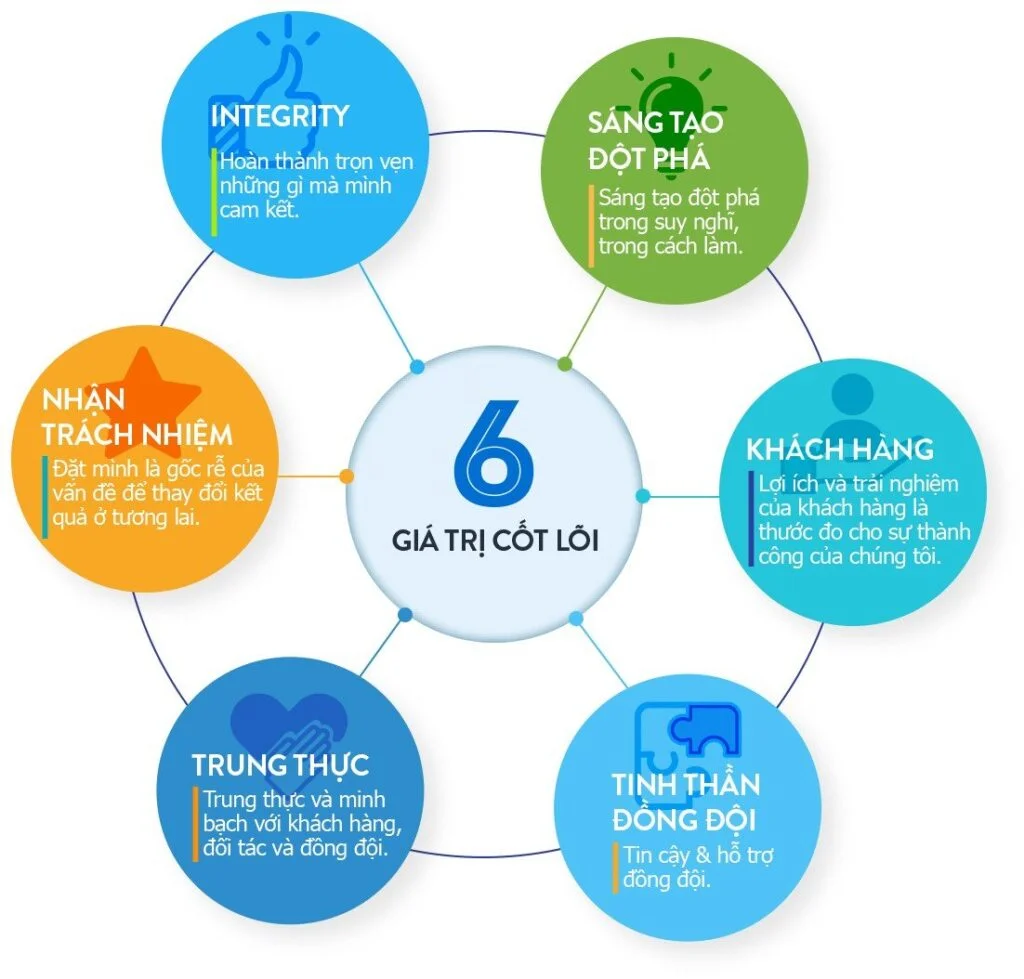 INTEGRITY
Hoàn thành trọn vẹn
những gì mà mình
cam kết.
SÁNG TẠO
ĐỘT PHÁ
Sáng tạo đột phá
trong suy nghĩ,
trong cách làm.
NHẬN
TRÁCH NHIỆM
Đặt mình là gốc rễ của
vấn đề để thay đổi kết
quả ở tương lai.
6
GIÁ TRỊ CỐT LÕI
KHÁCH HÀNG
Lợi ích và trải nghiệm
của khách hàng là
thước đo cho sự thành
công của chúng tôi.
TRUNG THỰC
Trung thực và minh
bạch với khách hàng,
đối tác và đồng đội.
TINH THẦN
ĐỒNG ĐỘI
Tin cậy & hỗ trợ
đồng đội.